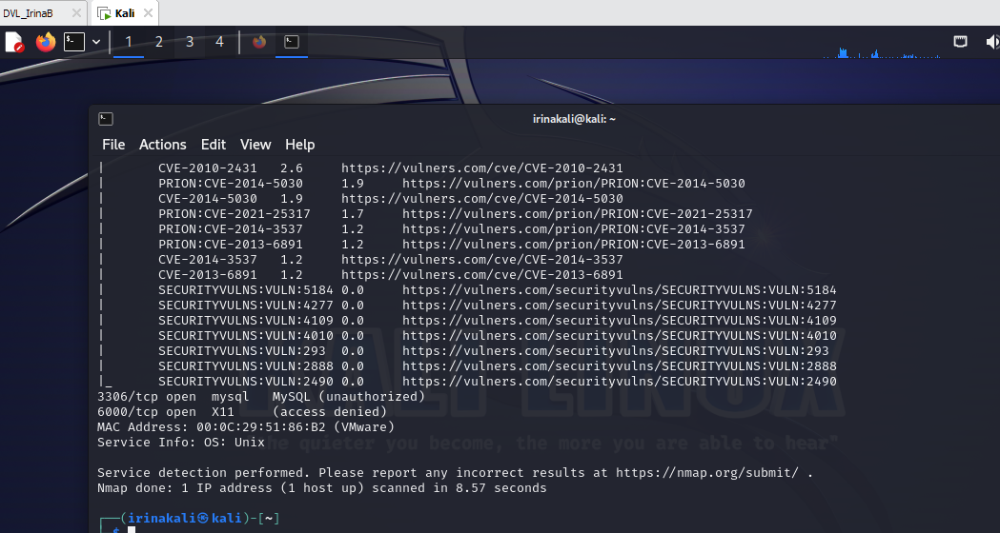 DVL_IrinaB
Kali
1 2 3 4
irinakali@kali: ~
File Actions Edit View Help
| CVE-2010-2431 2.6 https://vulners.com/cve/CVE-2010-2431
| PRION:CVE-2014-5030 1.9 https://vulners.com/prion/PRION:CVE-2014-5030
| CVE-2014-5030 1.9 https://vulners.com/cve/CVE-2014-5030
| PRION:CVE-2021-25317 1.7 https://vulners.com/prion/PRION:CVE-2021-25317
| PRION:CVE-2014-3537 1.2 https://vulners.com/prion/PRION:CVE-2014-3537
| PRION:CVE-2013-6891 1.2 https://vulners.com/prion/PRION:CVE-2013-6891
| CVE-2014-3537 1.2 https://vulners.com/cve/CVE-2014-3537
| CVE-2013-6891 1.2 https://vulners.com/cve/CVE-2013-6891
| SECURITYVULNS:VULN:5184 0.0 https://vulners.com/securityvulns/SECURITYVULNS:VULN:5184
| SECURITYVULNS:VULN:4277 0.0 https://vulners.com/securityvulns/SECURITYVULNS:VULN:4277
| SECURITYVULNS:VULN:4109 0.0 https://vulners.com/securityvulns/SECURITYVULNS:VULN:4109
| SECURITYVULNS:VULN:4010 0.0 https://vulners.com/securityvulns/SECURITYVULNS:VULN:4010
| SECURITYVULNS:VULN:293 0.0 https://vulners.com/securityvulns/SECURITYVULNS:VULN:293
| SECURITYVULNS:VULN:2888 0.0 https://vulners.com/securityvulns/SECURITYVULNS:VULN:2888
|_ SECURITYVULNS:VULN:2490 0.0 https://vulners.com/securityvulns/SECURITYVULNS:VULN:2490
3306/tcp open mysql MySQL (unauthorized)
6000/tcp open X11 (access denied)
MAC Address: 00:0C:29:51:86:B2 (VMware)
Service Info: OS: Unix
KALI LINUX
"the quieter you become, the more you are able to hear"
Service detection performed. Please report any incorrect results at https://nmap.org/submit/ .
Nmap done: 1 IP address (1 host up) scanned in 8.57 seconds
┌──(irinakali㉿kali)-[~]
└─$